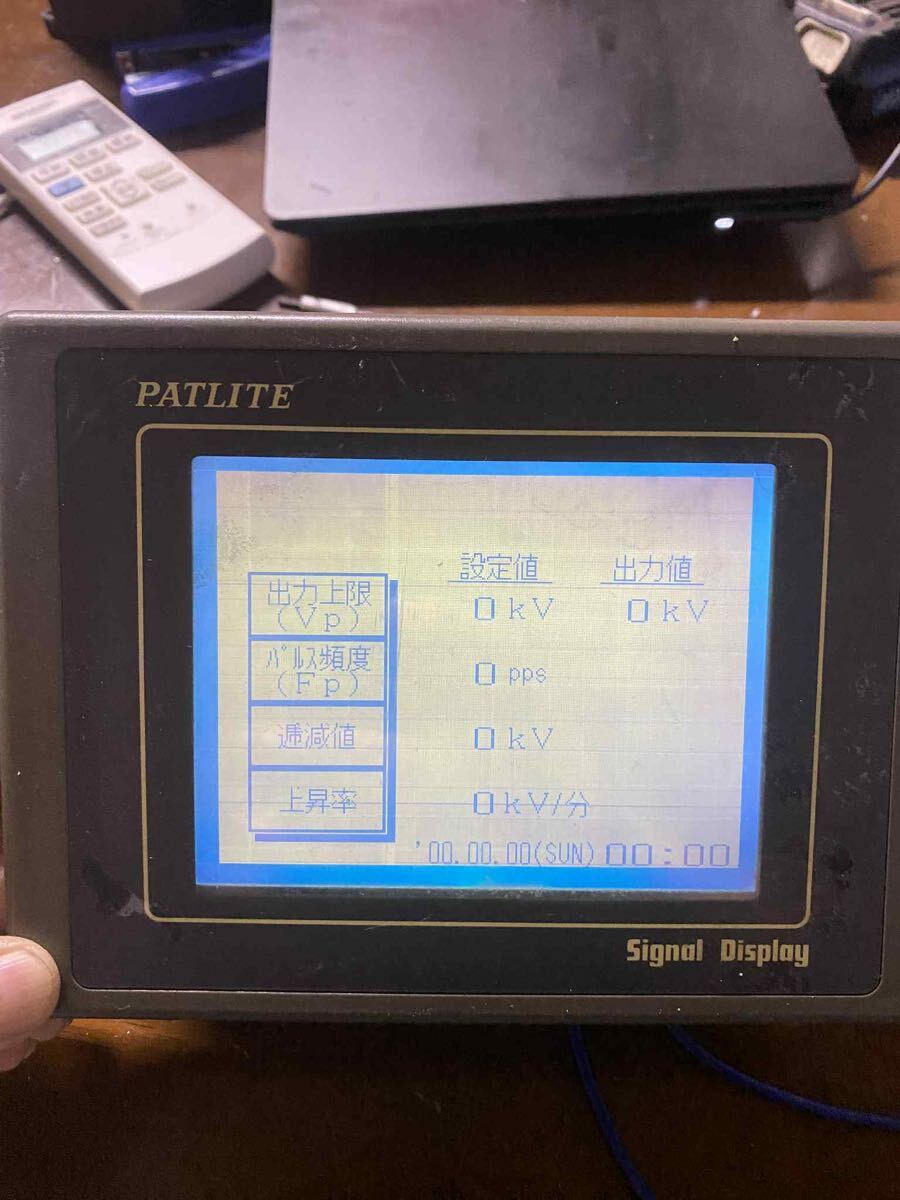 PATLITE
設定値 出力値
出力上限
(Vp)
0kV 0kV
ﾊﾟﾙｽ頻度
(Fp)
0pps
逓減値 0kV
上昇率 0kV/分
'00.00.00(SUN) 00:00
Signal Display